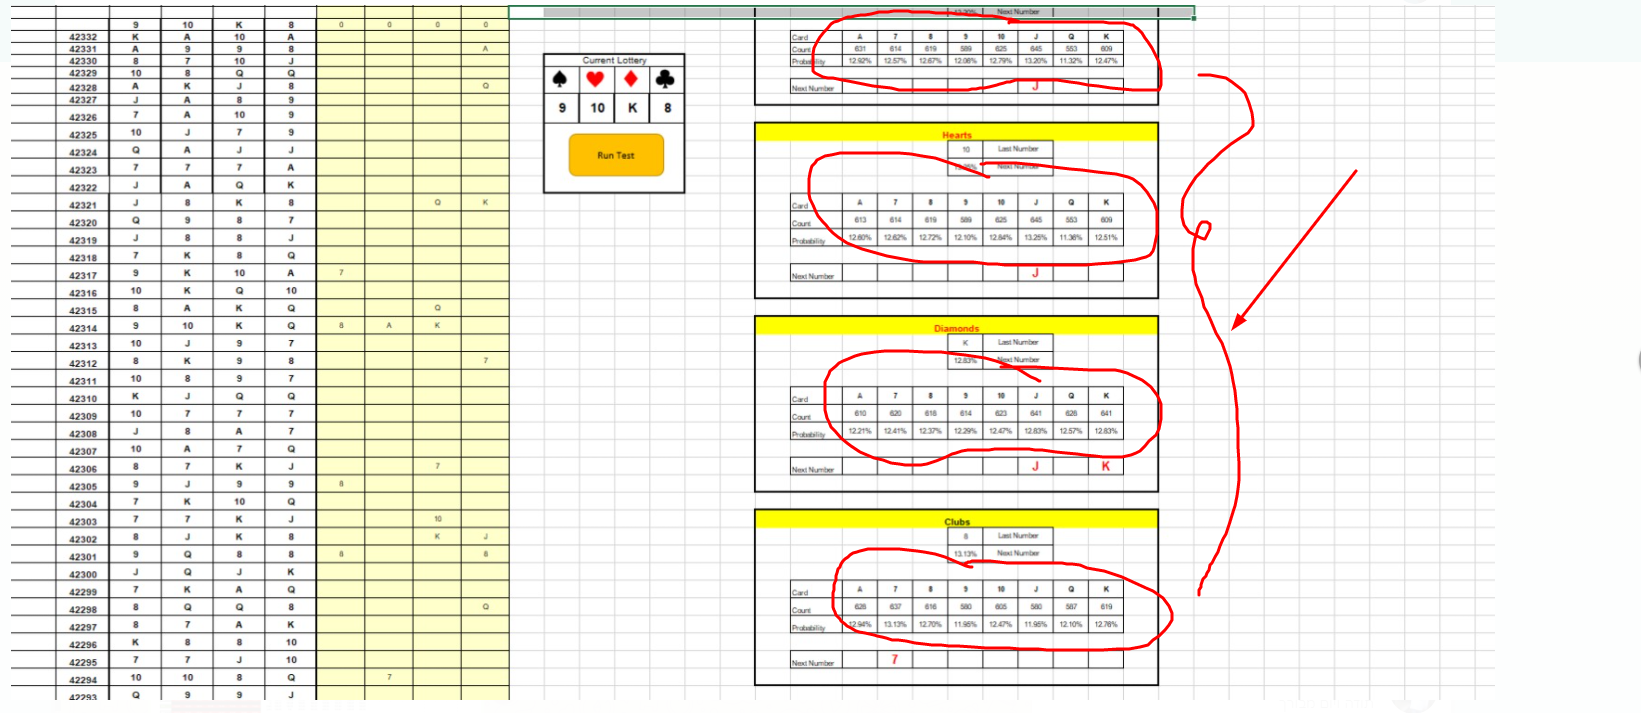 13.20% Next Number
9 10 K 8 0 0 0 0
42332 K A 10 A
42331 A 9 9 8 A
42330 8 7 10 J
42329 10 8 Q Q
42328 A K J 8 Q
42327 J A 8 9
42326 7 A 10 9
42325 10 J 7 9
42324 Q A J J
42323 7 7 7 A
42322 J A Q K
42321 J 8 K 8 Q K
42320 Q 9 8 7
42319 J 8 8 J
42318 7 K 8 Q
42317 9 K 10 A 7
42316 10 K Q 10
42315 8 A K Q Q
42314 9 10 K Q 8 A K
42313 10 J 9 7
42312 8 K 9 8 7
42311 10 8 9 7
42310 K J Q Q
42309 10 7 7 7
42308 J 8 A 7
42307 10 A 7 Q
42306 8 7 K J 7
42305 9 J 9 9 8
42304 7 K 10 Q
42303 7 7 K J 10
42302 8 J K 8 K J
42301 9 Q 8 8 8 8
42300 J Q J K
42299 7 K A Q
42298 8 Q Q 8 Q
42297 8 7 A K
42296 K 8 8 10
42295 7 7 J 10
42294 10 10 8 Q 7
42293 Q 9 9 J
Current Lottery
9 10 K 8
Run Test
Card A 7 8 9 10 J Q K
Count 631 614 619 589 625 645 553 609
Probability 12.92% 12.57% 12.67% 12.06% 12.79% 13.20% 11.32% 12.47%
Next Number J
Hearts
10 Last Number
Next Number
Card A 7 8 9 10 J Q K
Count 613 614 619 589 625 645 553 609
Probability 12.60% 12.62% 12.72% 12.10% 12.84% 13.25% 11.36% 12.51%
Next Number J
Diamonds
K Last Number
12.83% Next Number
Card A 7 8 9 10 J Q K
Count 610 620 618 614 623 641 628 641
Probability 12.21% 12.41% 12.37% 12.29% 12.47% 12.83% 12.57% 12.83%
Next Number J K
Clubs
8 Last Number
13.13% Next Number
Card A 7 8 9 10 J Q K
Count 628 637 616 580 605 580 587 619
Probability 12.94% 13.13% 12.70% 11.95% 12.47% 11.95% 12.10% 12.76%
Next Number 7